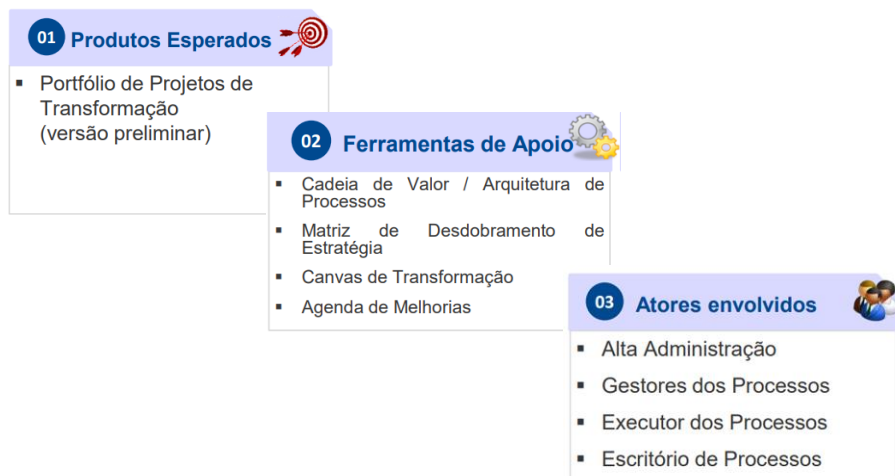 01 Produtos Esperados
▪ Portfólio de Projetos de
Transformação
(versão preliminar)
02 Ferramentas de Apoio
▪ Cadeia de Valor / Arquitetura de
Processos
▪ Matriz de Desdobramento de
Estratégia
▪ Canvas de Transformação
▪ Agenda de Melhorias
03 Atores envolvidos
▪ Alta Administração
▪ Gestores dos Processos
▪ Executor dos Processos
▪ Escritório de Processos